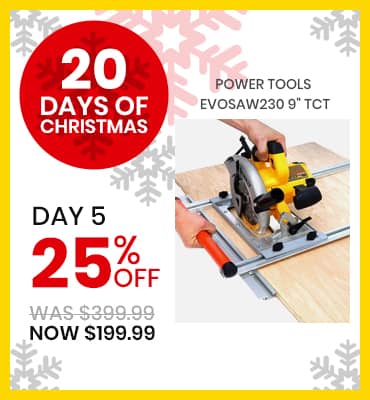 20
DAYS OF
CHRISTMAS
POWER TOOLS
EVOSAW230 9" TCT
DAY 5
25% OFF
WAS $399.99
NOW $199.99